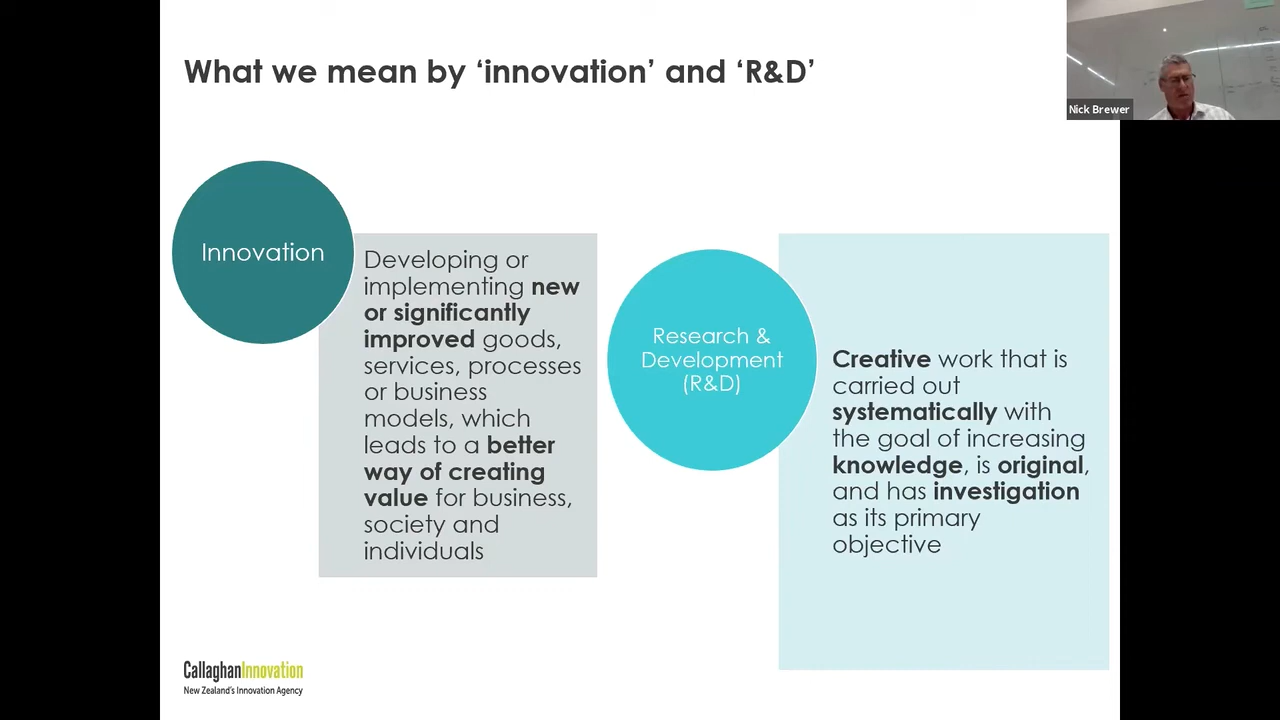 What we mean by ‘innovation’ and ‘R&D’
Nick Brewer
Innovation
Developing or
implementing new
or significantly
improved goods,
services, processes
or business
models, which
leads to a better
way of creating
value for business,
society and
individuals
Research &
Development
(R&D)
Creative work that is
carried out
systematically with
the goal of increasing
knowledge, is original,
and has investigation
as its primary
objective
CallaghanInnovation
New Zealand's Innovation Agency